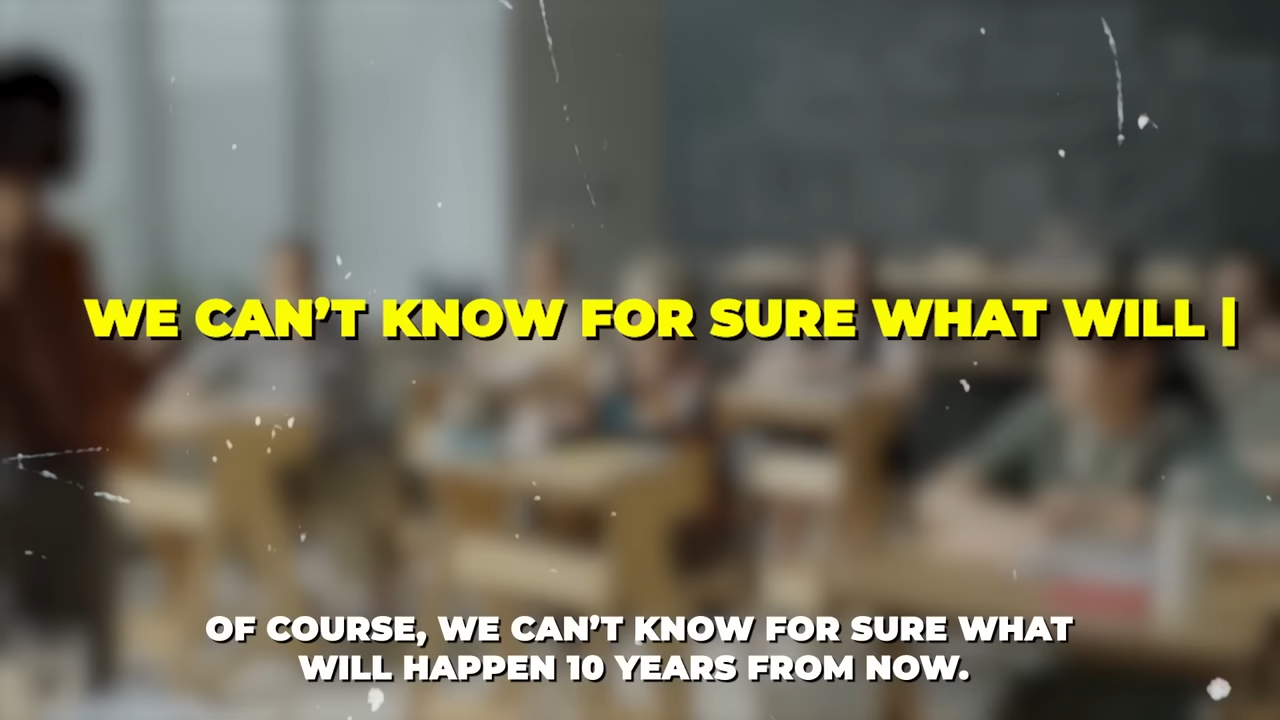 WE CAN’T KNOW FOR SURE WHAT WILL |
OF COURSE, WE CAN’T KNOW FOR SURE WHAT
WILL HAPPEN 10 YEARS FROM NOW.